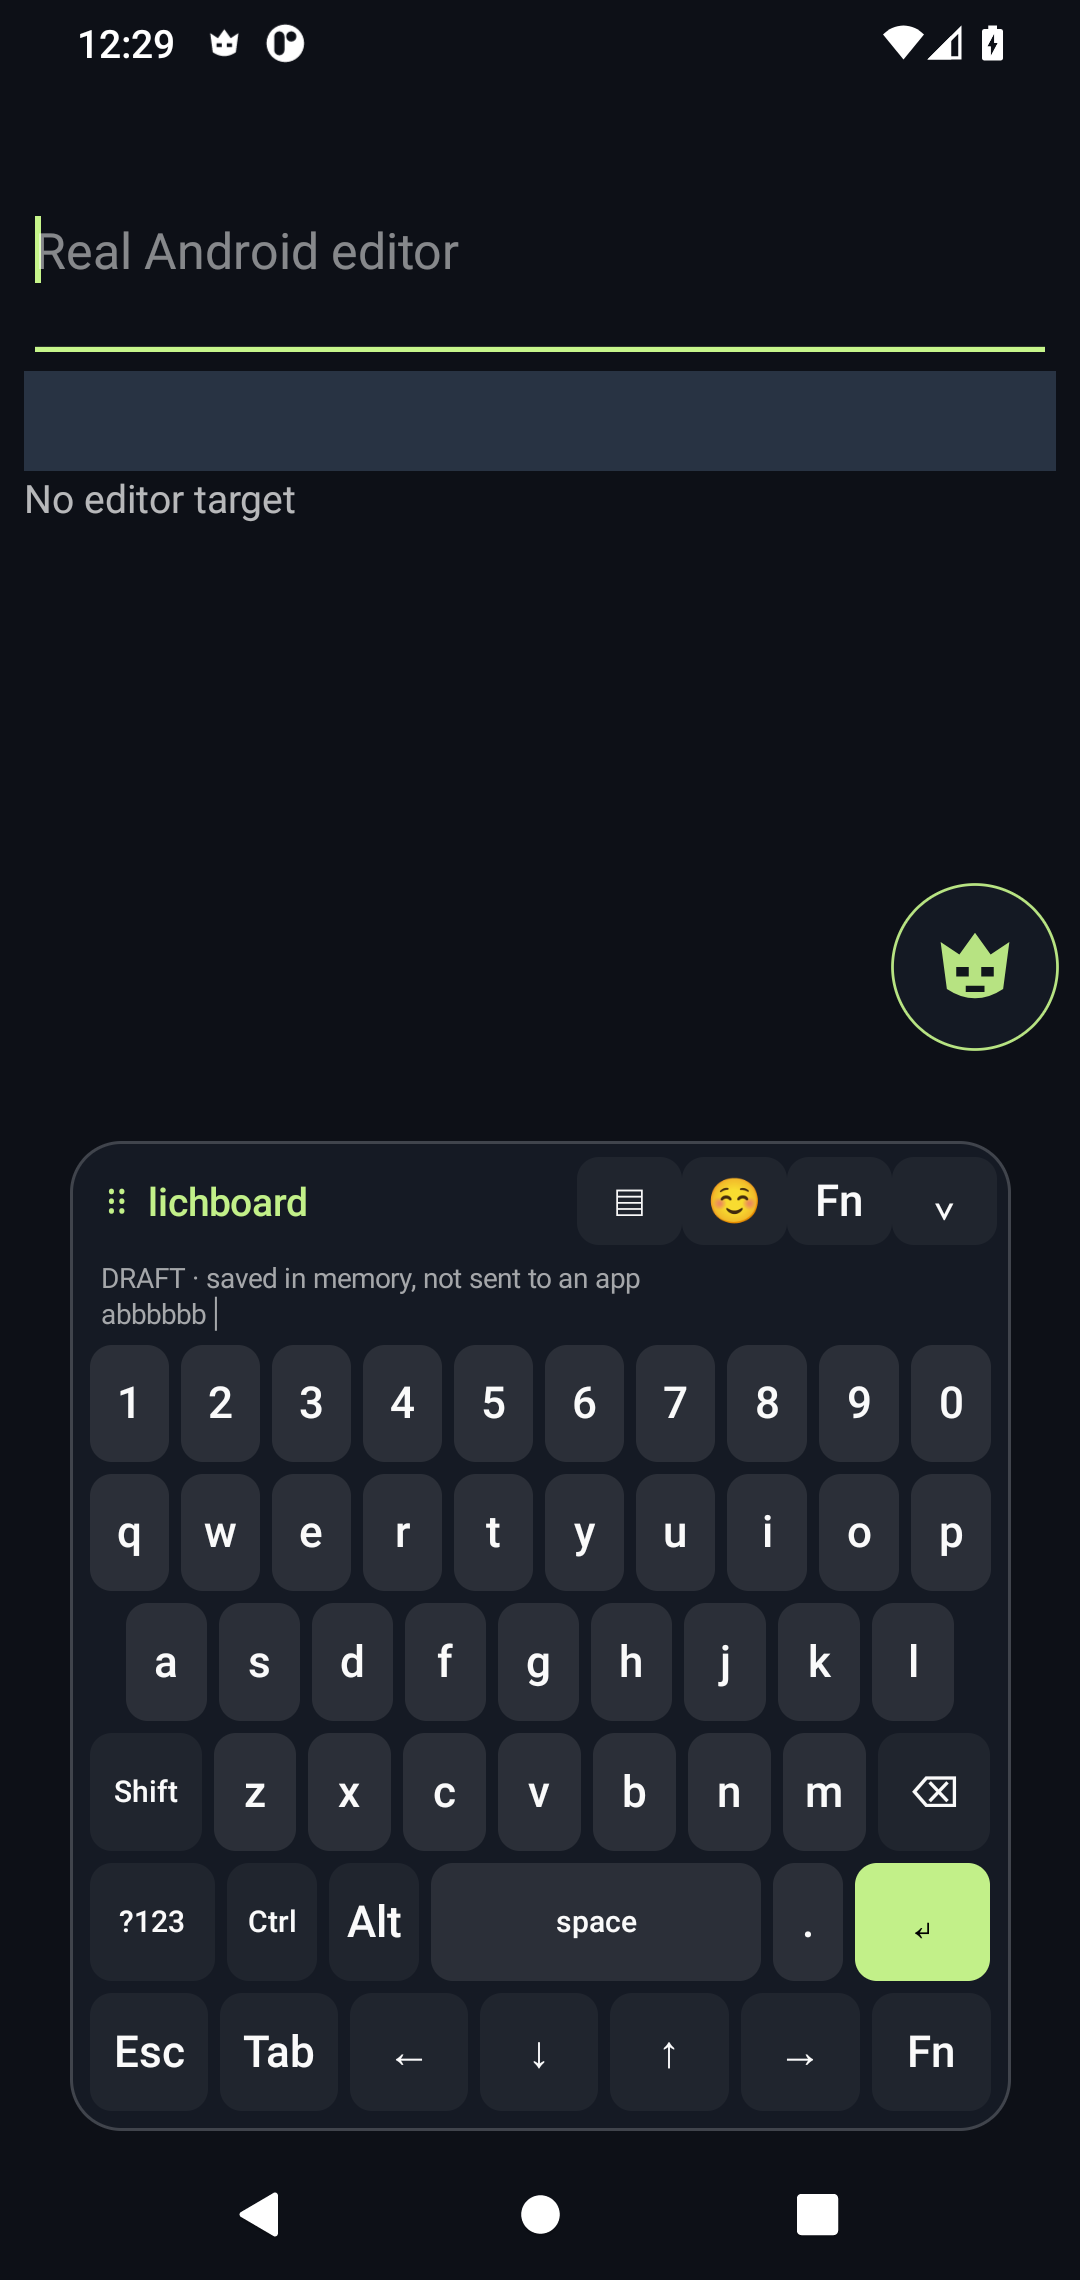 12:29
Real Android editor
No editor target
lichboard
Fn
DRAFT · saved in memory, not sent to an app
abbbbbb
1 2 3 4 5 6 7 8 9 0
q w e r t y u i o p
a s d f g h j k l
Shift z x c v b n m
?123 Ctrl Alt space . ↵
Esc Tab ← ↓ ↑ → Fn